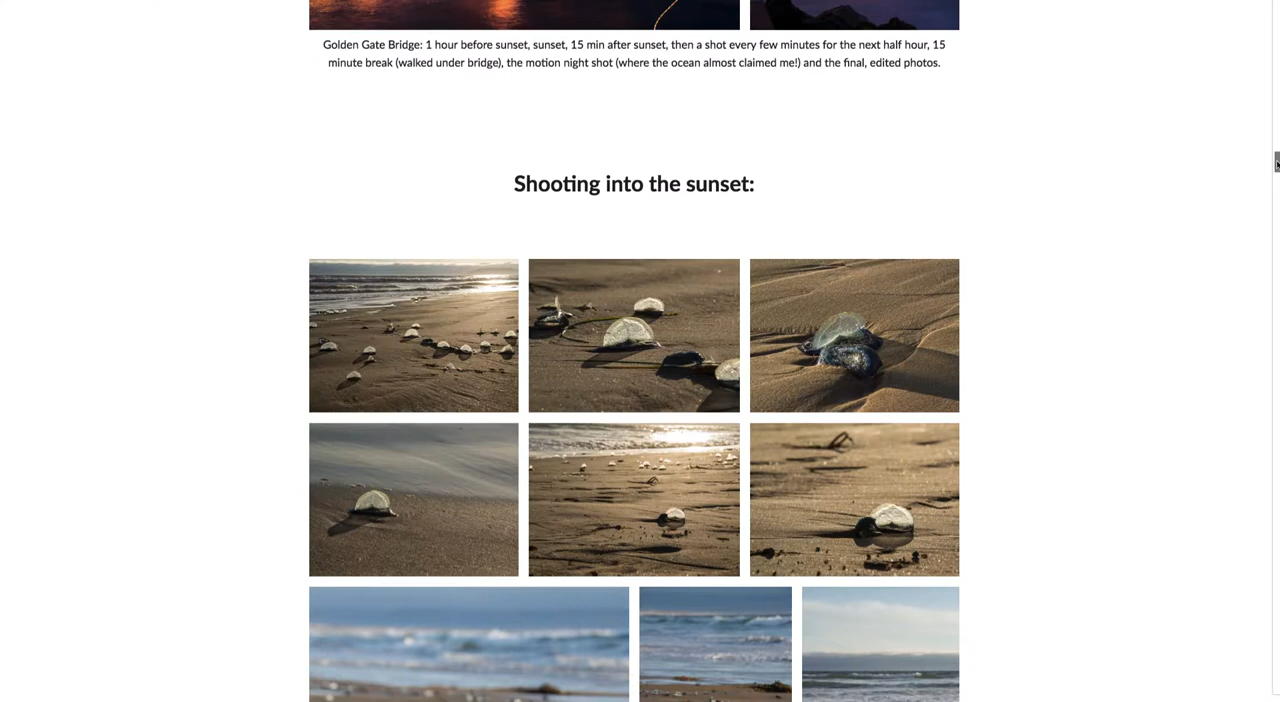 Golden Gate Bridge: 1 hour before sunset, sunset, 15 min after sunset, then a shot every few minutes for the next half hour, 15
minute break (walked under bridge), the motion night shot (where the ocean almost claimed me!) and the final, edited photos.
Shooting into the sunset: